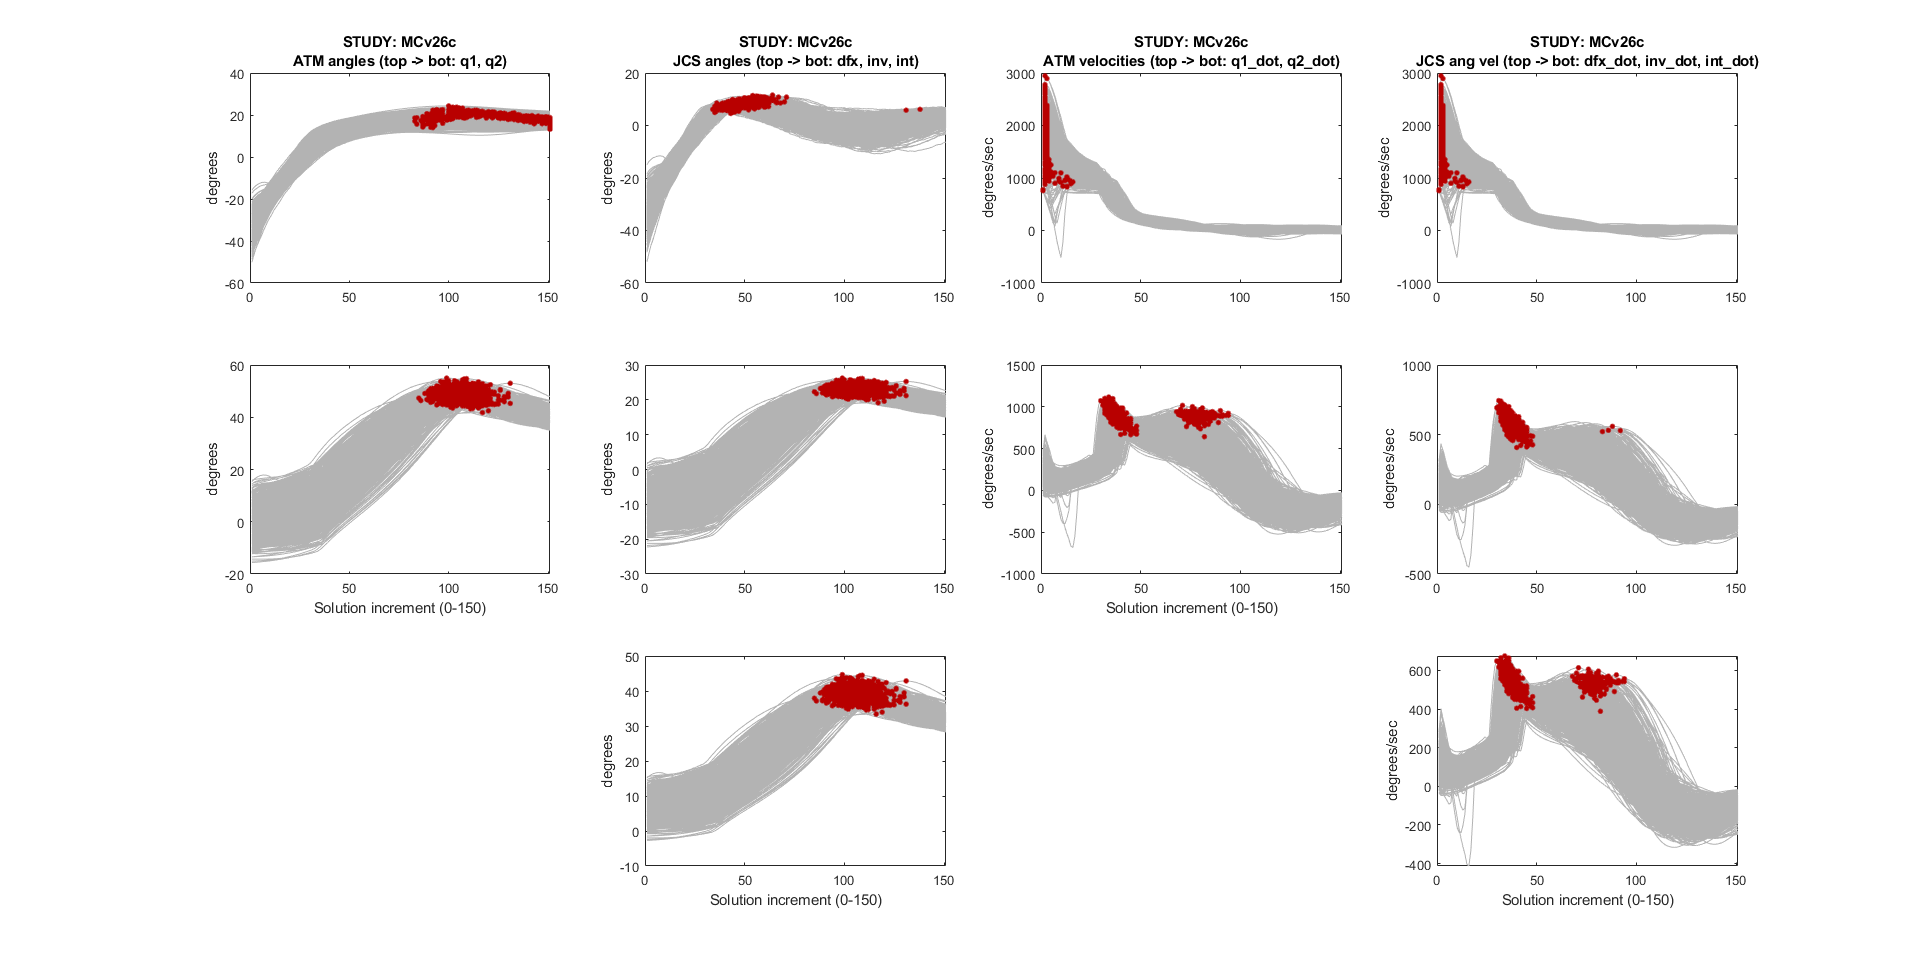 STUDY: MCv26c
ATM angles (top -> bot: q1, q2)
40
20
0
-20
-40
-60
degrees
0 50 100 150
STUDY: MCv26c
JCS angles (top -> bot: dfx, inv, int)
20
0
-20
-40
-60
degrees
0 50 100 150
STUDY: MCv26c
ATM velocities (top -> bot: q1_dot, q2_dot)
3000
2000
1000
0
-1000
degrees/sec
0 50 100 150
STUDY: MCv26c
JCS ang vel (top -> bot: dfx_dot, inv_dot, int_dot)
3000
2000
1000
0
-1000
degrees/sec
0 50 100 150
60
40
20
0
-20
degrees
0 50 100 150
Solution increment (0-150)
30
20
10
0
-10
-20
-30
degrees
0 50 100 150
1500
1000
500
0
-500
-1000
degrees/sec
0 50 100 150
Solution increment (0-150)
1000
500
0
-500
degrees/sec
0 50 100 150
50
40
30
20
10
0
-10
degrees
0 50 100 150
Solution increment (0-150)
600
400
200
0
-200
-400
degrees/sec
0 50 100 150
Solution increment (0-150)